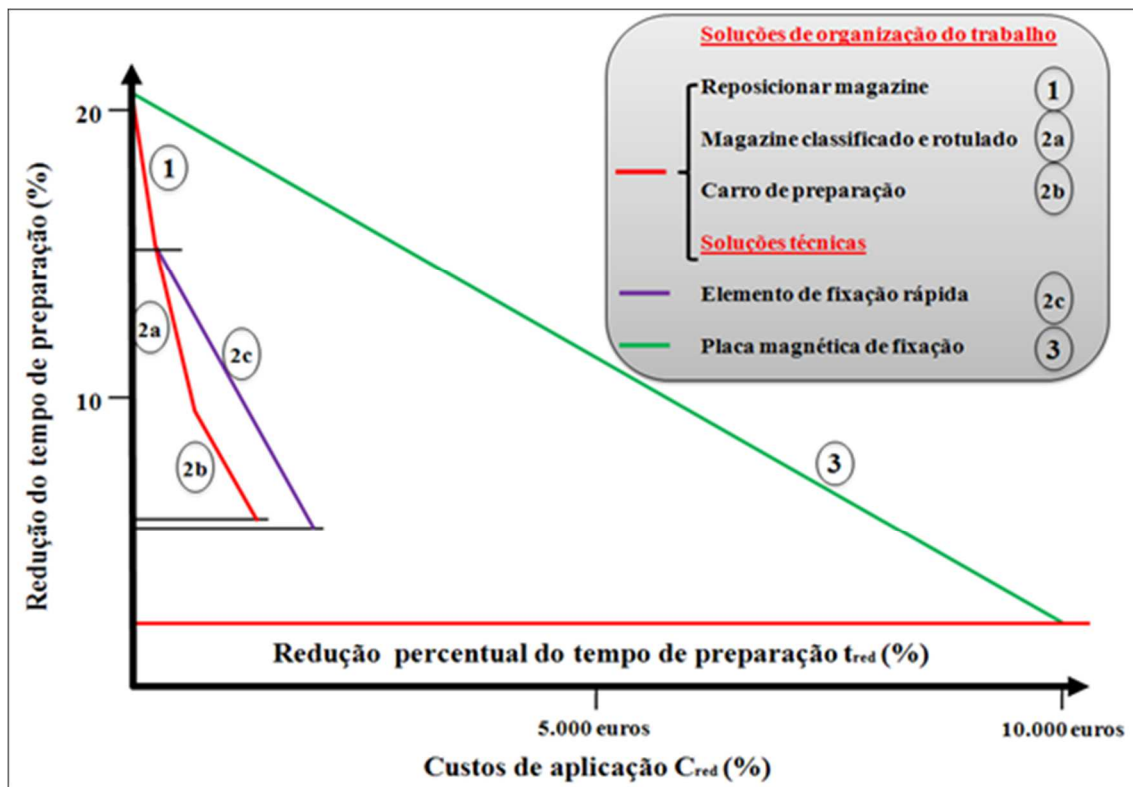 Soluções de organização do trabalho
Reposicionar magazine 1
Magazine classificado e rotulado 2a
Carro de preparação 2b
Soluções técnicas
Elemento de fixação rápida 2c
Placa magnética de fixação 3
Redução do tempo de preparação (%)
20
10
1
2a
2c
2b
3
Redução percentual do tempo de preparação tred (%)
5.000 euros
10.000 euros
Custos de aplicação Cred (%)